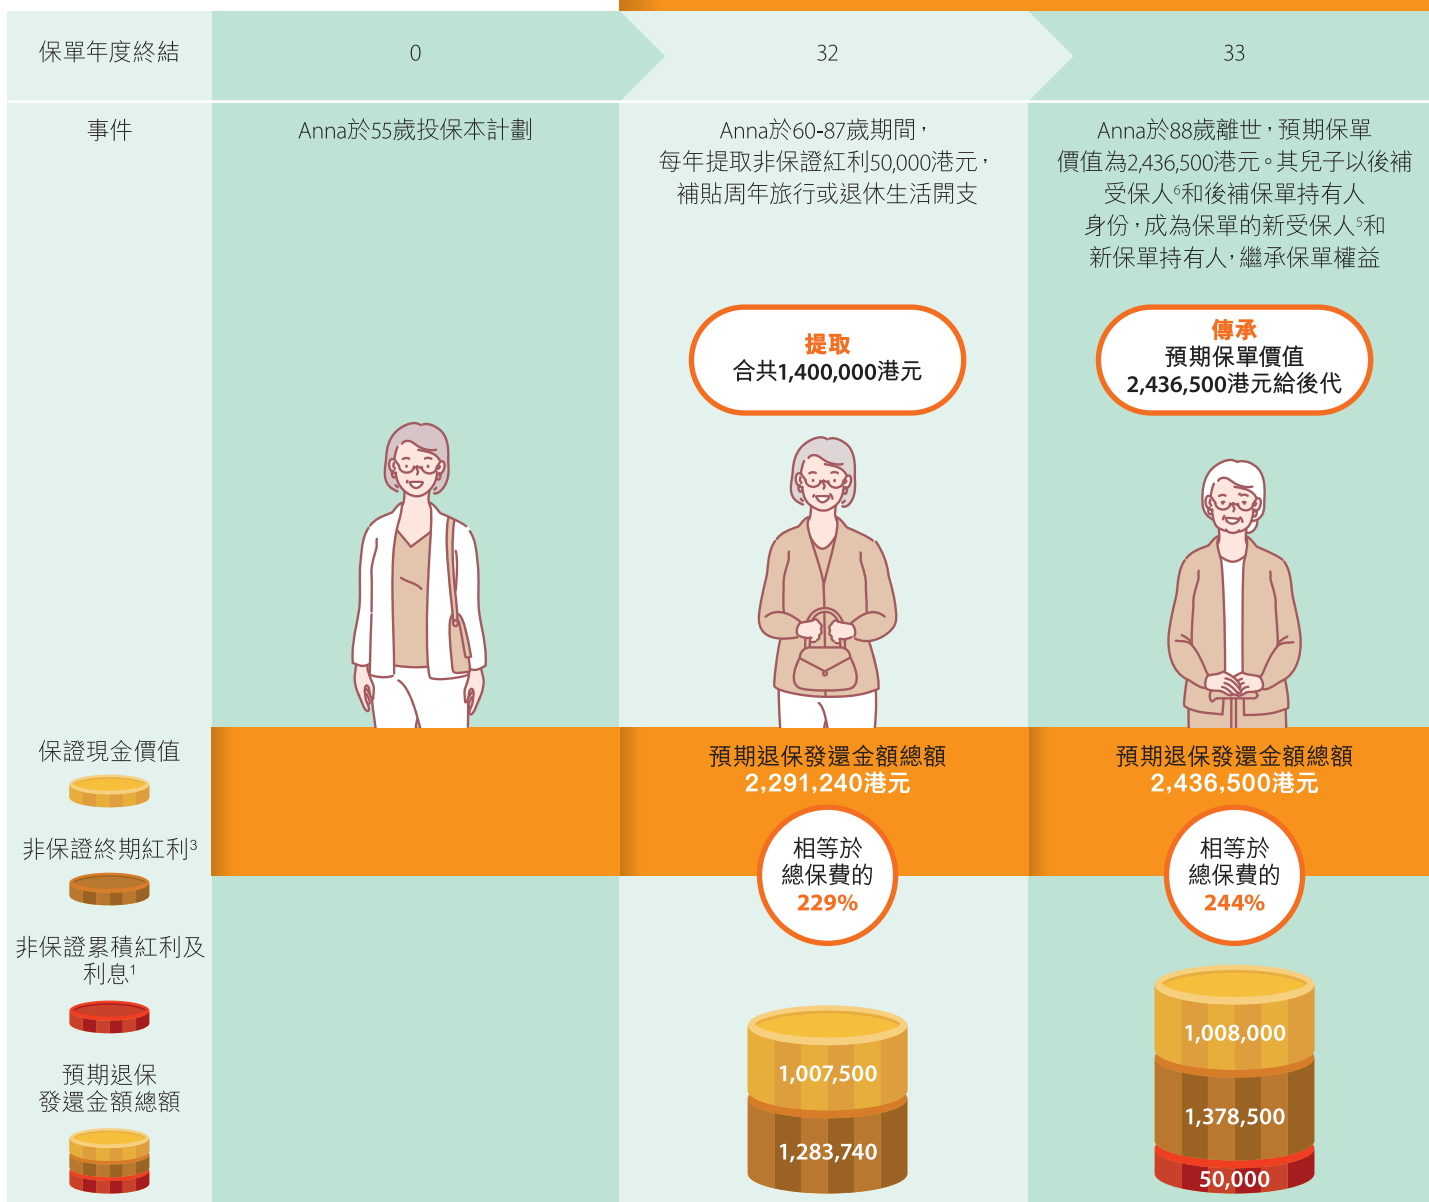 保單年度終結
0
32
33
事件
Anna於55歲投保本計劃
Anna於60-87歲期間，
每年提取非保證紅利50,000港元，
補貼周年旅行或退休生活開支
Anna於88歲離世，預期保單
價值為2,436,500港元。其兒子以後補
受保人⁶和後補保單持有人
身份，成為保單的新受保人⁵和
新保單持有人，繼承保單權益
提取
合共1,400,000港元
傳承
預期保單價值
2,436,500港元給後代
保證現金價值
非保證終期紅利³
非保證累積紅利及
利息¹
預期退保
發還金額總額
預期退保發還金額總額
2,291,240港元
相等於
總保費的
229%
1,007,500
1,283,740
預期退保發還金額總額
2,436,500港元
相等於
總保費的
244%
1,008,000
1,378,500
50,000